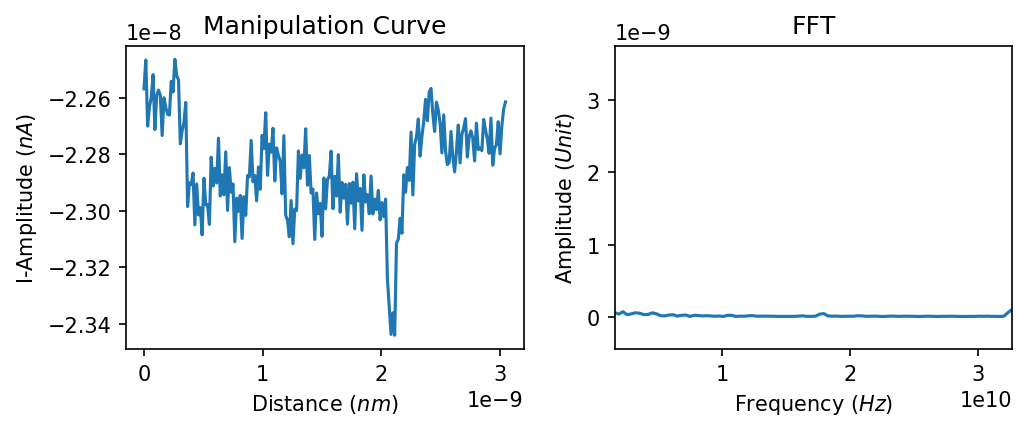 Manipulation Curve
1e−8
−2.26
−2.28
−2.30
−2.32
−2.34
I-Amplitude (nA)
0 1 2 3
1e−9
Distance (nm)
FFT
1e−9
3
2
1
0
Amplitude (Unit)
1 2 3
1e10
Frequency (Hz)